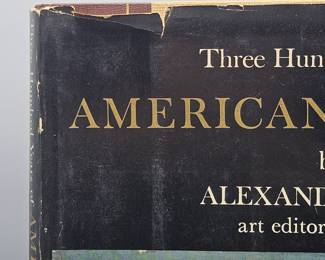 Three Hun
AMERICAN
b
ALEXAND
art editor